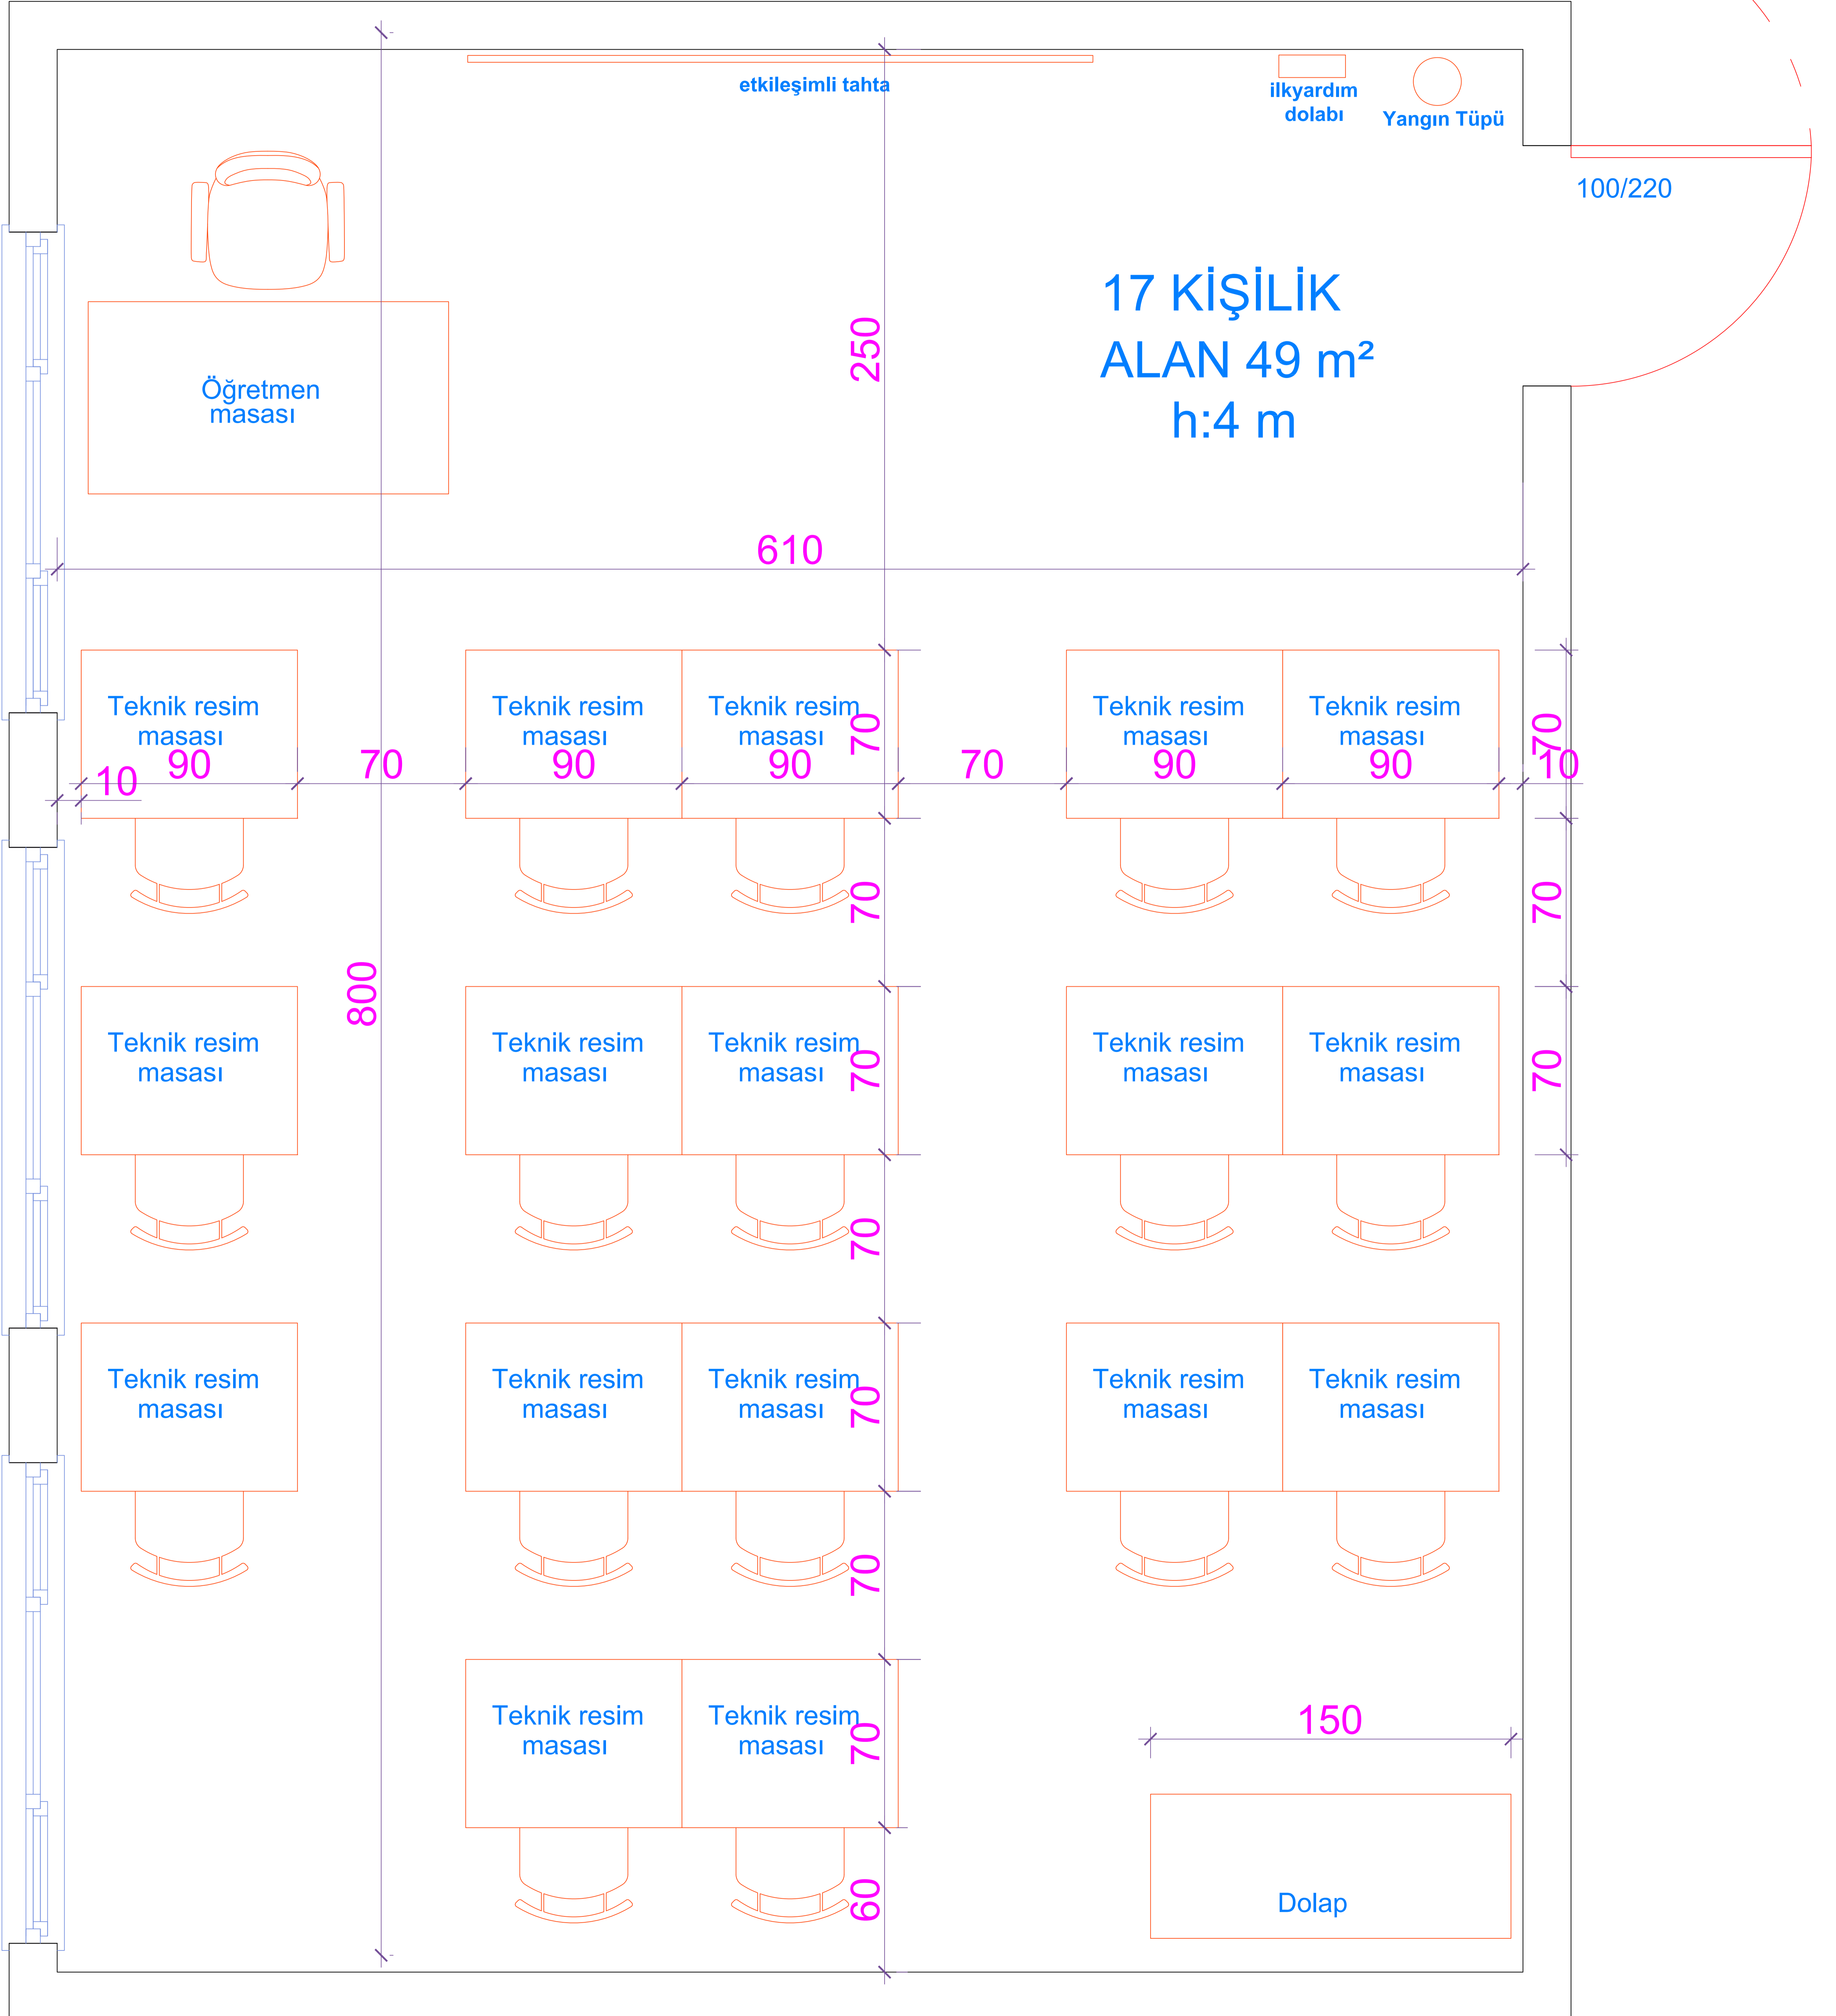 etkileşimli tahta
ilkyardım
dolabı
Yangın Tüpü
100/220
17 KİŞİLİK
ALAN 49 m²
h:4 m
250
Öğretmen
masası
610
Teknik resim
masası
Teknik resim
masası
Teknik resim
masası
Teknik resim
masası
Teknik resim
masası
70
70
10
90
70
90
90
70
90
90
10
70
70
800
Teknik resim
masası
Teknik resim
masası
Teknik resim
masası
Teknik resim
masası
Teknik resim
masası
70
70
70
Teknik resim
masası
Teknik resim
masası
Teknik resim
masası
Teknik resim
masası
Teknik resim
masası
70
70
Teknik resim
masası
Teknik resim
masası
70
150
60
Dolap